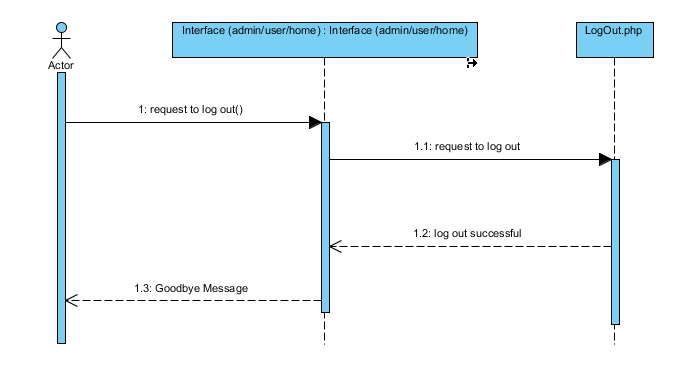 Interface (admin/user/home) : Interface (admin/user/home)
LogOut.php
Actor
1: request to log out()
1.1: request to log out
1.2: log out successful
1.3: Goodbye Message